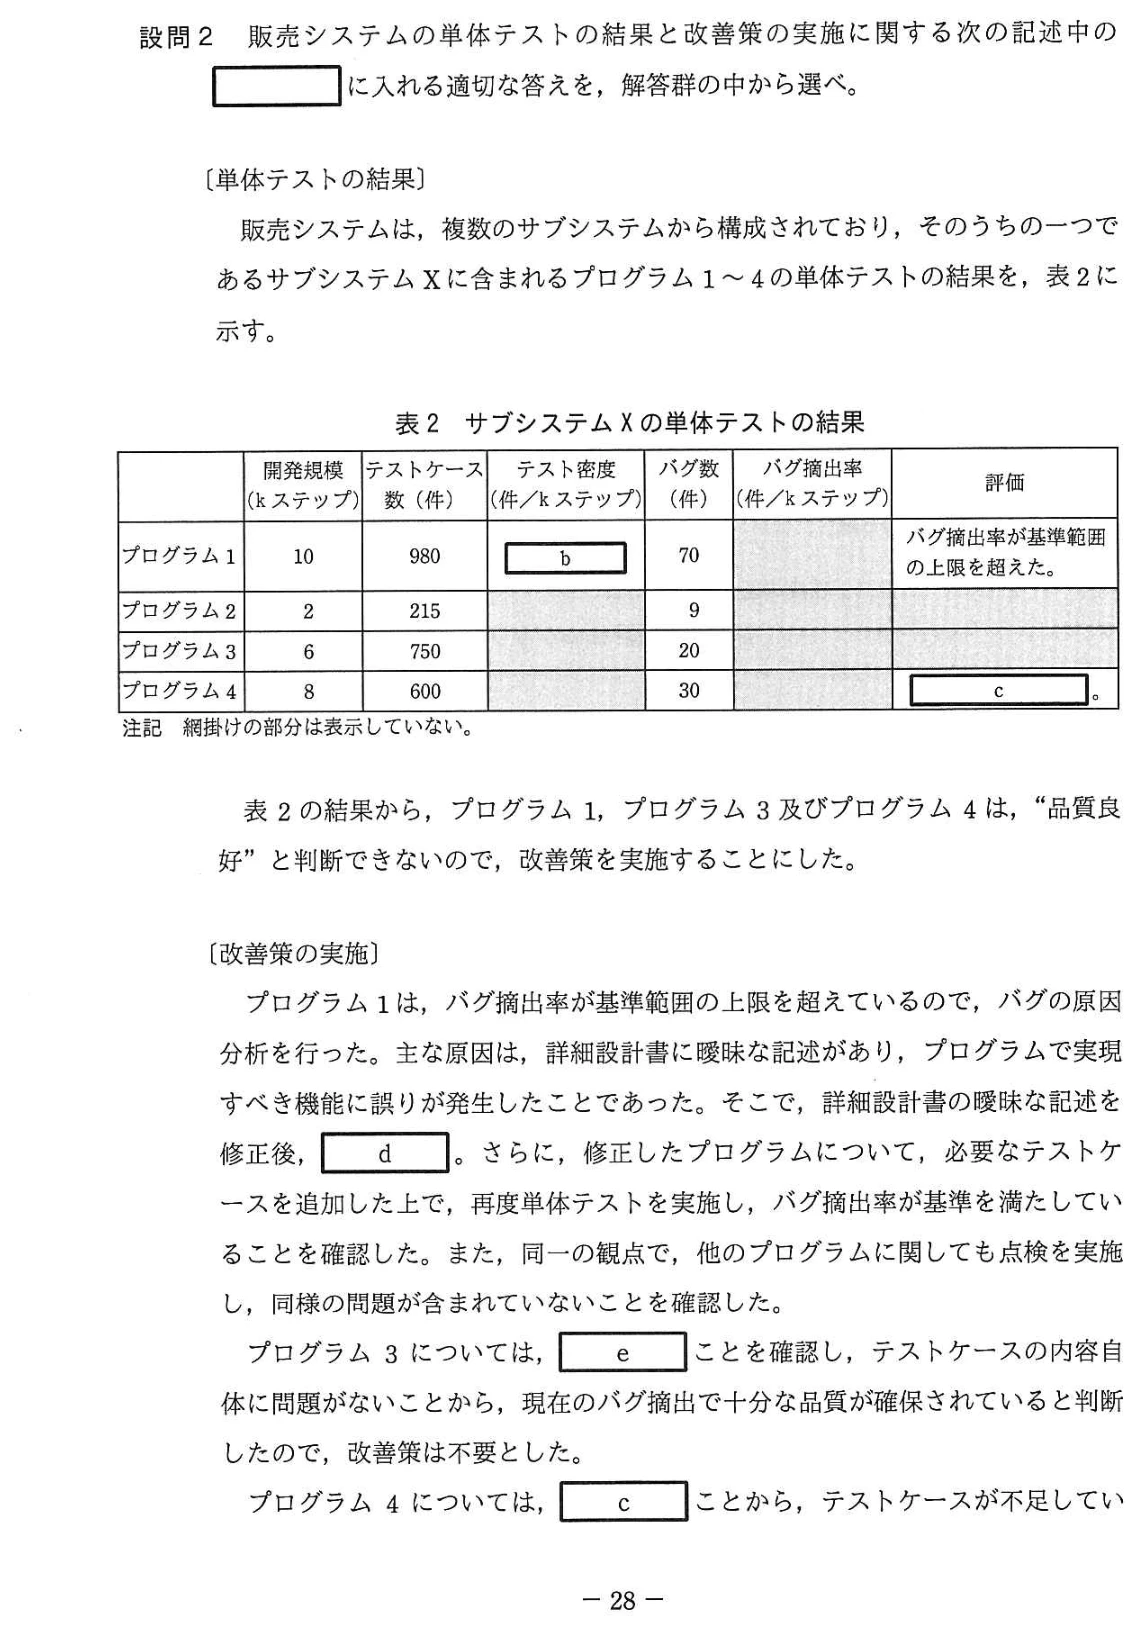 設問2 販売システムの単体テストの結果と改善策の実施に関する次の記述中の
に入れる適切な答えを，解答群の中から選べ。
〔単体テストの結果〕
販売システムは，複数のサブシステムから構成されており，そのうちの一つで
あるサブシステム X に含まれるプログラム 1～4 の単体テストの結果を，表 2 に
示す。
表2 サブシステム X の単体テストの結果
開発規模 テストケース テスト密度 バグ数 バグ摘出率 評価
(k ステップ) 数（件） (件／k ステップ) （件） (件／k ステップ)
プログラム 1 10 980 b 70 バグ摘出率が基準範囲
の上限を超えた。
プログラム 2 2 215 9
プログラム 3 6 750 20
プログラム 4 8 600 30 c 。
注記 網掛けの部分は表示していない。
表 2 の結果から，プログラム 1，プログラム 3 及びプログラム 4 は，“品質良
好”と判断できないので，改善策を実施することにした。
〔改善策の実施〕
プログラム 1 は，バグ摘出率が基準範囲の上限を超えているので，バグの原因
分析を行った。主な原因は，詳細設計書に曖昧な記述があり，プログラムで実現
すべき機能に誤りが発生したことであった。そこで，詳細設計書の曖昧な記述を
修正後， d 。さらに，修正したプログラムについて，必要なテストケ
ースを追加した上で，再度単体テストを実施し，バグ摘出率が基準を満たしてい
ることを確認した。また，同一の観点で，他のプログラムに関しても点検を実施
し，同様の問題が含まれていないことを確認した。
プログラム 3 については， e ことを確認し，テストケースの内容自
体に問題がないことから，現在のバグ摘出で十分な品質が確保されていると判断
したので，改善策は不要とした。
プログラム 4 については， c ことから，テストケースが不足してい
－ 28 －